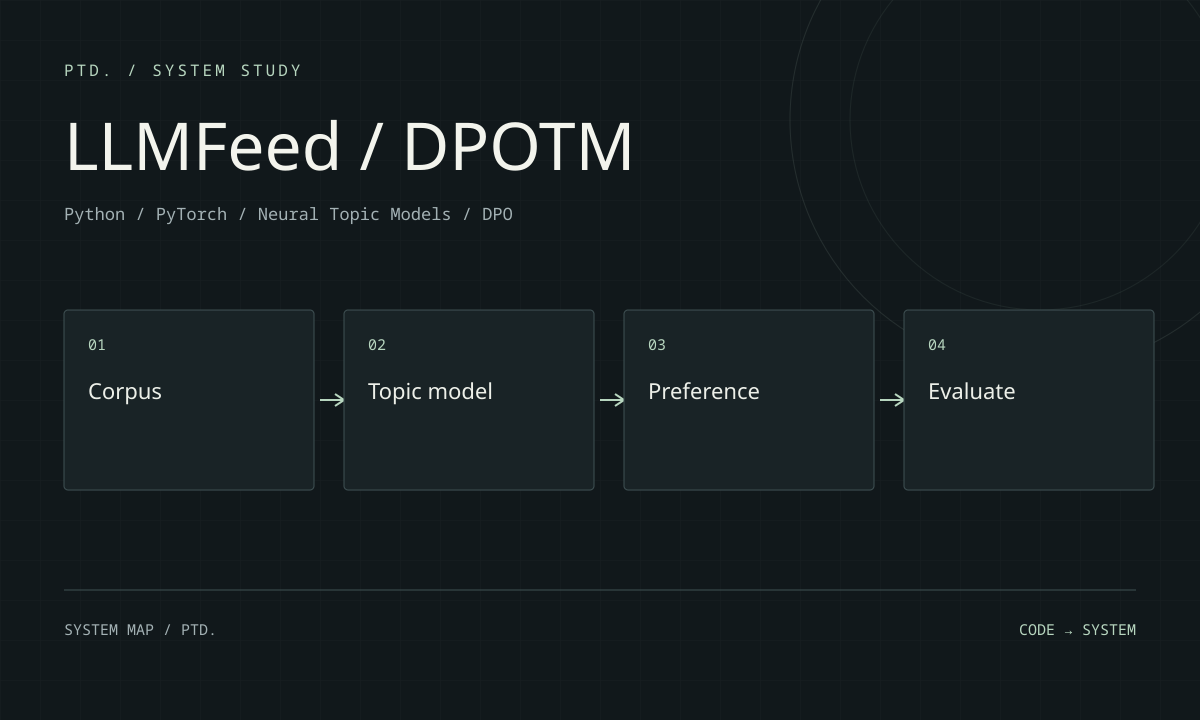 PTD. / SYSTEM STUDY
LLMFeed / DPOTM
Python / PyTorch / Neural Topic Models / DPO
01
Corpus
02
Topic model
03
Preference
04
Evaluate
SYSTEM MAP / PTD.
CODE → SYSTEM